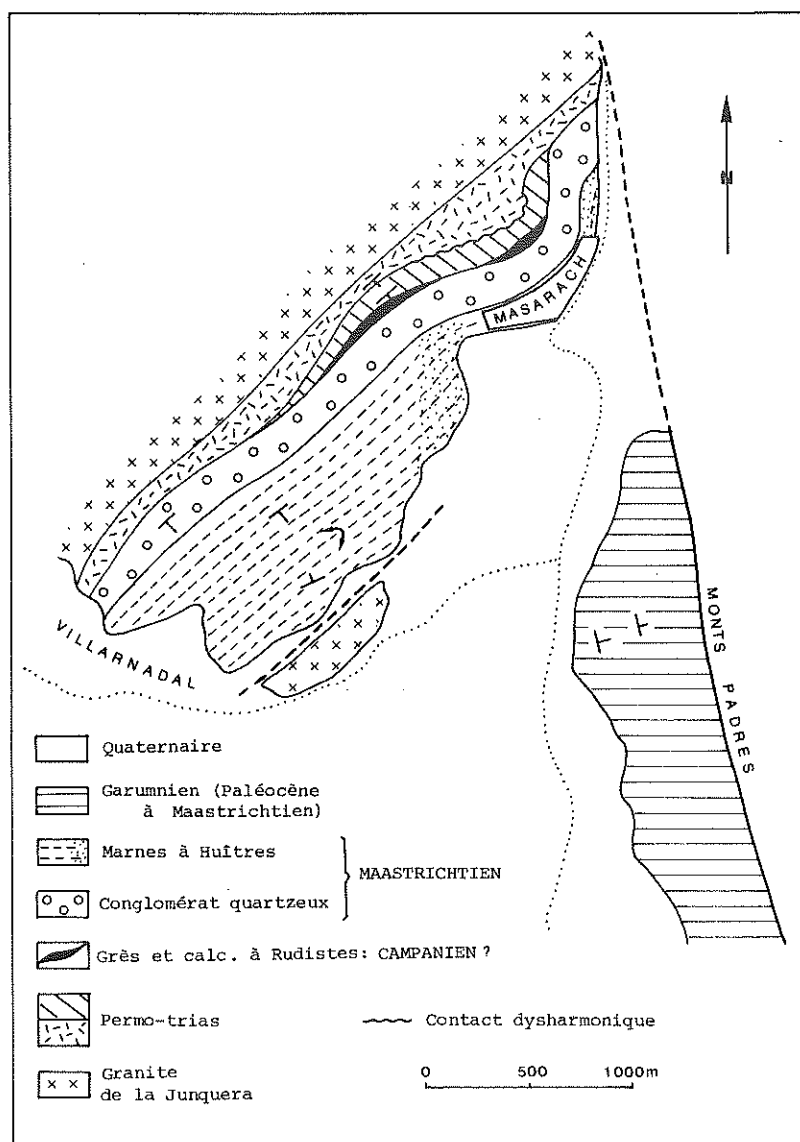 N
MASARACH
VILLARNADAL
MONTS PADRES
Quaternaire
Garumnien (Paléocène
à Maastrichtien)
Marnes à Huîtres
MAASTRICHTIEN
Conglomérat quartzeux
Grès et calc. à Rudistes: CAMPANIEN ?
Permo-trias
Contact dysharmonique
Granite
de la Junquera
0 500 1000m